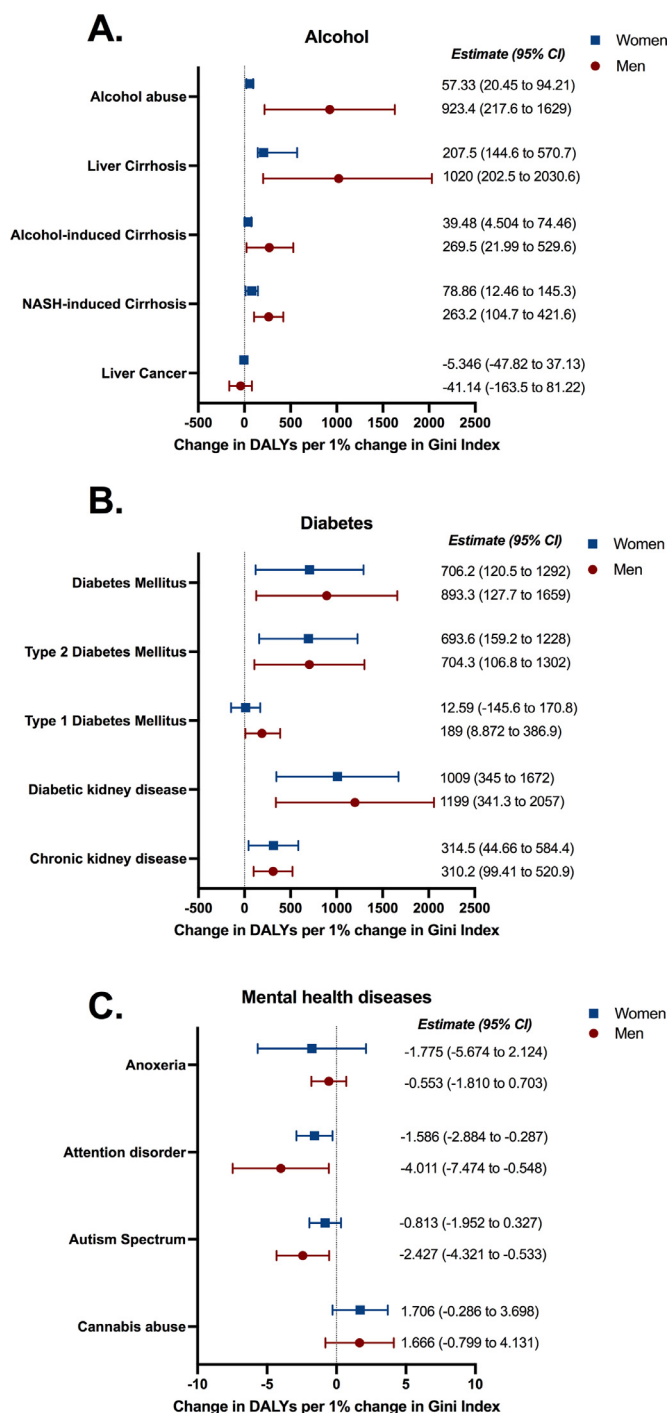 A.
Alcohol
Estimate (95% CI)
Women
Men
Alcohol abuse
57.33 (20.45 to 94.21)
923.4 (217.6 to 1629)
Liver Cirrhosis
207.5 (144.6 to 570.7)
1020 (202.5 to 2030.6)
Alcohol-induced Cirrhosis
39.48 (4.504 to 74.46)
269.5 (21.99 to 529.6)
NASH-induced Cirrhosis
78.86 (12.46 to 145.3)
263.2 (104.7 to 421.6)
Liver Cancer
-5.346 (-47.82 to 37.13)
-41.14 (-163.5 to 81.22)
-500 0 500 1000 1500 2000 2500
Change in DALYs per 1% change in Gini Index
B.
Diabetes
Estimate (95% CI)
Women
Men
Diabetes Mellitus
706.2 (120.5 to 1292)
893.3 (127.7 to 1659)
Type 2 Diabetes Mellitus
693.6 (159.2 to 1228)
704.3 (106.8 to 1302)
Type 1 Diabetes Mellitus
12.59 (-145.6 to 170.8)
189 (8.872 to 386.9)
Diabetic kidney disease
1009 (345 to 1672)
1199 (341.3 to 2057)
Chronic kidney disease
314.5 (44.66 to 584.4)
310.2 (99.41 to 520.9)
-500 0 500 1000 1500 2000 2500
Change in DALYs per 1% change in Gini Index
C.
Mental health diseases
Estimate (95% CI)
Women
Men
Anoxeria
-1.775 (-5.674 to 2.124)
-0.553 (-1.810 to 0.703)
Attention disorder
-1.586 (-2.884 to -0.287)
-4.011 (-7.474 to -0.548)
Autism Spectrum
-0.813 (-1.952 to 0.327)
-2.427 (-4.321 to -0.533)
Cannabis abuse
1.706 (-0.286 to 3.698)
1.666 (-0.799 to 4.131)
-10 -5 0 5 10
Change in DALYs per 1% change in Gini Index